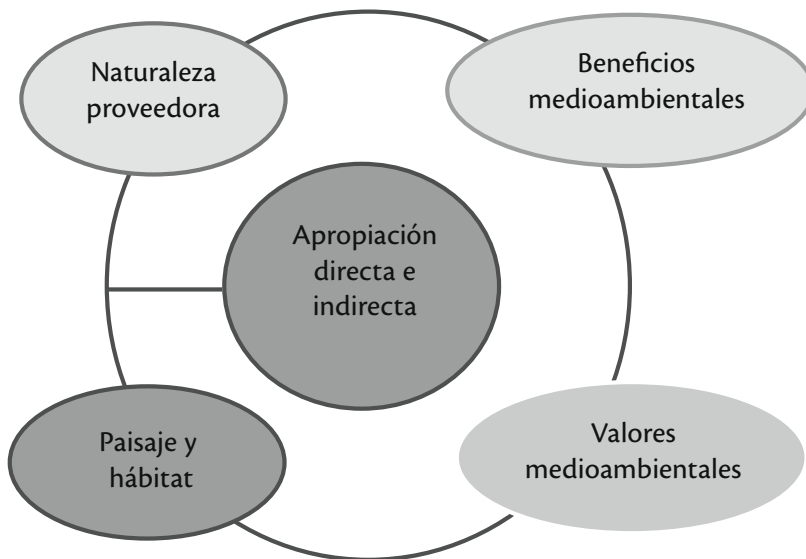 Naturaleza
proveedora
Beneficios
medioambientales
Apropiación
directa e
indirecta
Paisaje y
hábitat
Valores
medioambientales